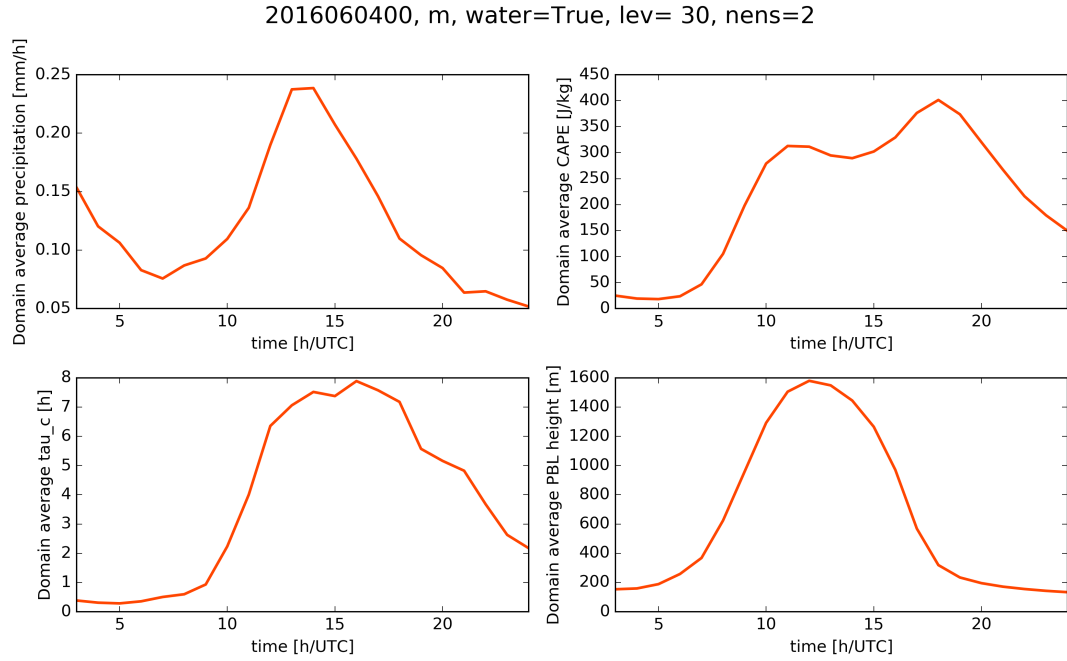 2016060400, m, water=True, lev= 30, nens=2
Domain average precipitation [mm/h]
0.25
0.20
0.15
0.10
0.05
5 10 15 20
time [h/UTC]
Domain average CAPE [J/kg]
450
400
350
300
250
200
150
100
50
0
5 10 15 20
time [h/UTC]
Domain average tau_c [h]
8
7
6
5
4
3
2
1
0
5 10 15 20
time [h/UTC]
Domain average PBL height [m]
1600
1400
1200
1000
800
600
400
200
0
5 10 15 20
time [h/UTC]